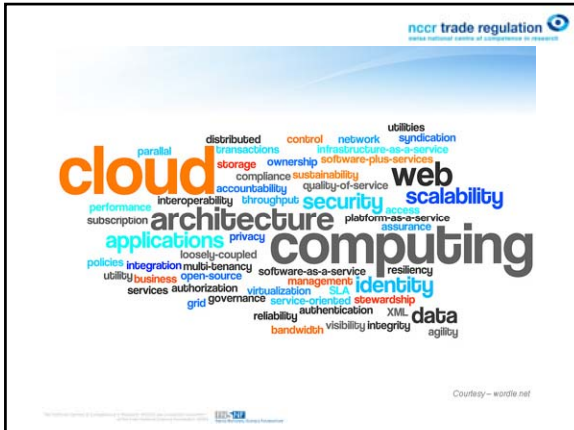 nccr trade regulation
swiss national centre of competence in research
utilities
distributed control network syndication
parallal transactions infrastructure-as-a-service
cloud storage ownership software-plus-services web
compliance sustainability
accountability quality-of-service scalability
interoperability throughput security
performance access
subscription architecture platform-as-a-service
assurance
applications privacy computing
loosely-coupled
policies integration multi-tenancy software-as-a-service resiliency
utility business open-source management identity
services authorization virtualization SLA
grid governance service-oriented stewardship
reliability authentication XML data
bandwidth visibility integrity agility
Courtesy – wordle.net